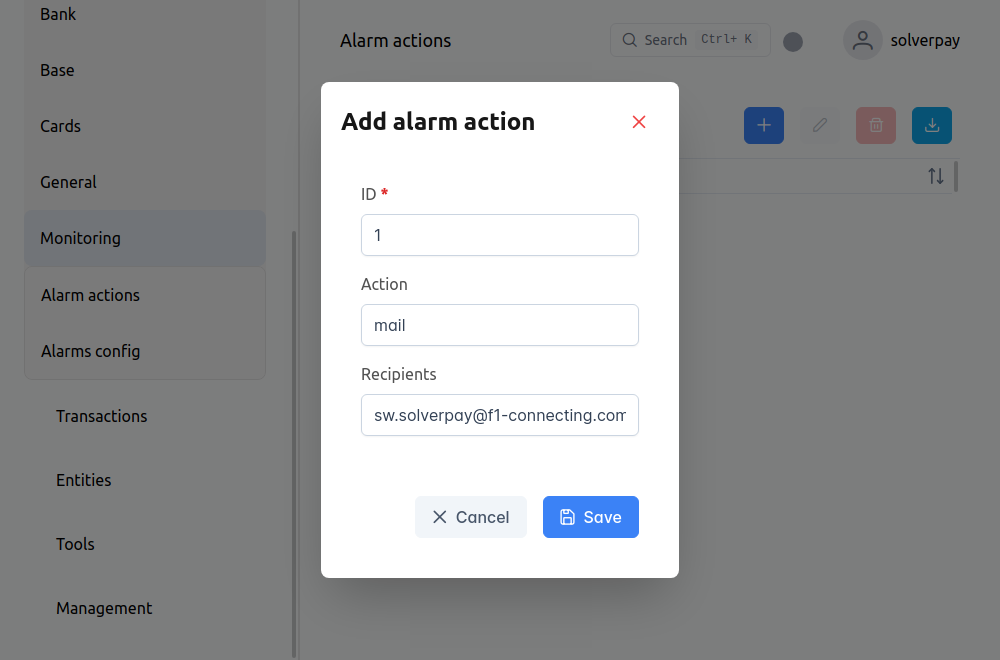 Bank
Base
Cards
General
Monitoring
Alarm actions
Alarms config
Transactions
Entities
Tools
Management
Alarm actions
Search Ctrl+ K
solverpay
Add alarm action
ID *
1
Action
mail
Recipients
sw.solverpay@f1-connecting.com
Cancel
Save